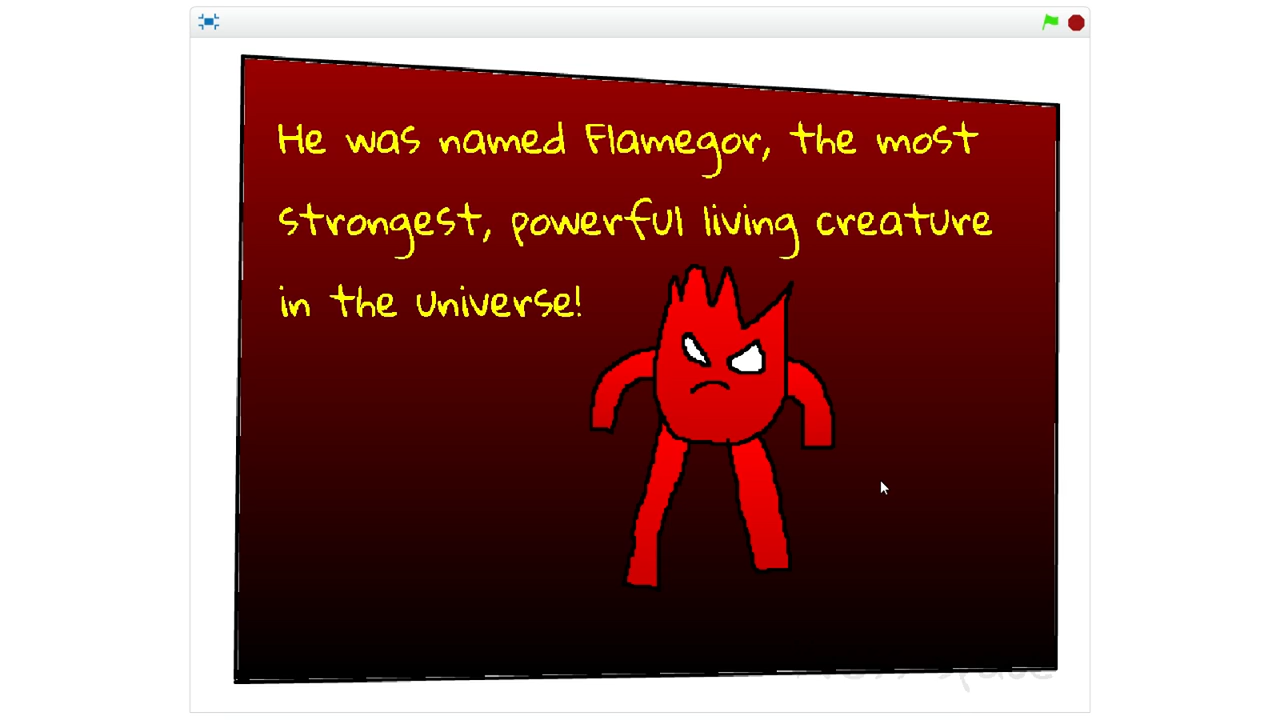 He was named Flamegor, the most
strongest, powerful living creature
in the universe!